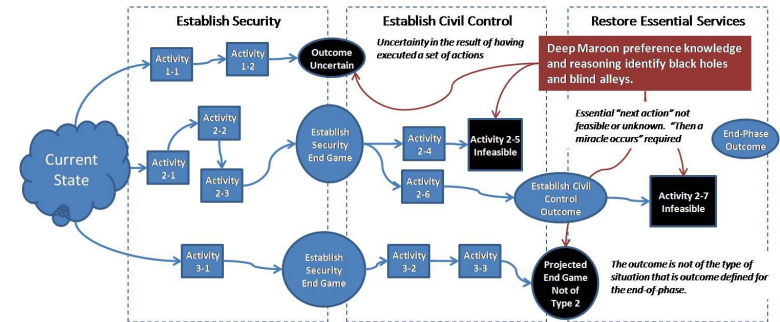 Establish Security
Establish Civil Control
Restore Essential Services
Activity
1-1
Activity
1-2
Outcome
Uncertain
Uncertainty in the result of having
executed a set of actions
Deep Maroon preference knowledge
and reasoning identify black holes
and blind alleys.
Current
State
Activity
2-1
Activity
2-2
Activity
2-3
Establish
Security
End Game
Activity
2-4
Activity 2-5
Infeasible
Essential "next action" not
feasible or unknown. "Then a
miracle occurs" required
End-Phase
Outcome
Activity
2-6
Establish Civil
Control
Outcome
Activity 2-7
Infeasible
Activity
3-1
Establish
Security
End Game
Activity
3-2
Activity
3-3
Projected
End Game
Not of
Type 2
The outcome is not of the type of
situation that is outcome defined for
the end-of-phase.